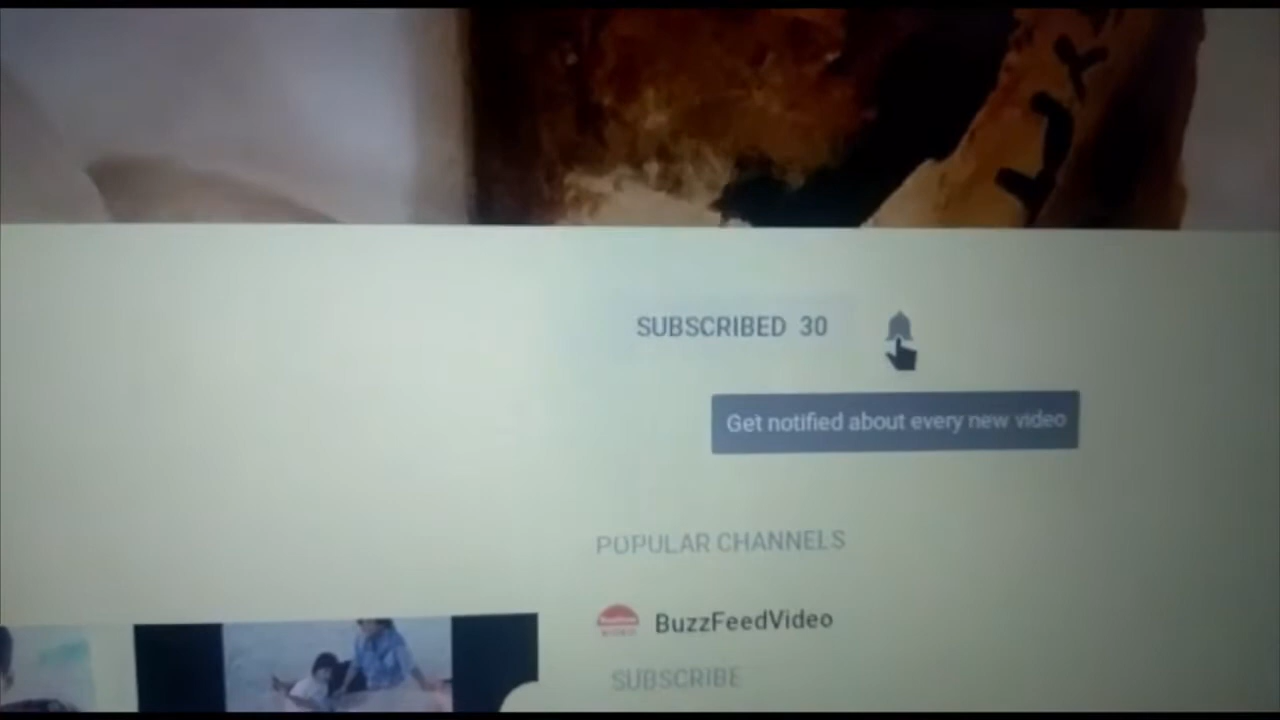 SUBSCRIBED 30
Get notified about every new video
POPULAR CHANNELS
BuzzFeedVideo
SUBSCRIBE